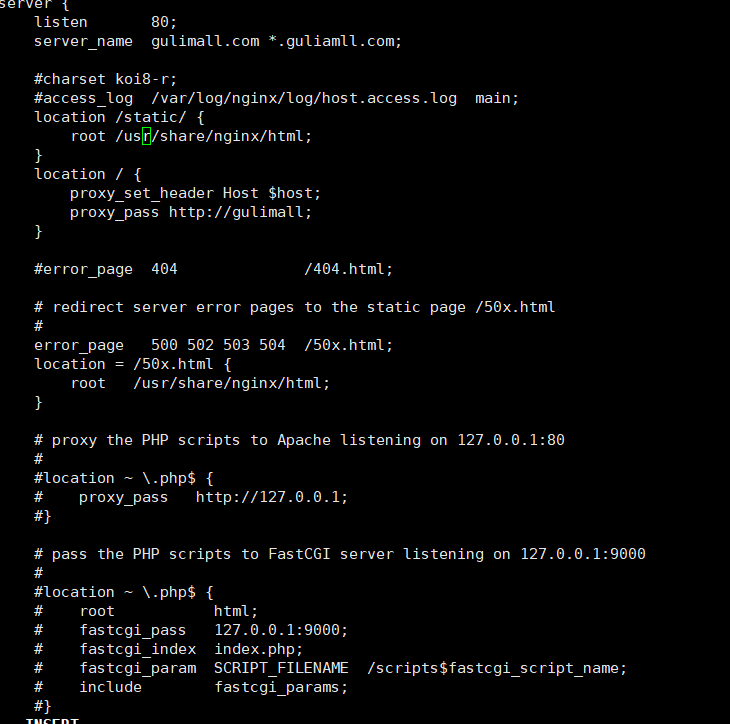 server {
    listen       80;
    server_name  gulimall.com *.guliamll.com;

    #charset koi8-r;
    #access_log  /var/log/nginx/log/host.access.log  main;
    location /static/ {
        root /usr/share/nginx/html;
    }
    location / {
        proxy_set_header Host $host;
        proxy_pass http://gulimall;
    }

    #error_page  404              /404.html;

    # redirect server error pages to the static page /50x.html
    #
    error_page   500 502 503 504  /50x.html;
    location = /50x.html {
        root   /usr/share/nginx/html;
    }

    # proxy the PHP scripts to Apache listening on 127.0.0.1:80
    #
    #location ~ \.php$ {
    #    proxy_pass   http://127.0.0.1;
    #}

    # pass the PHP scripts to FastCGI server listening on 127.0.0.1:9000
    #
    #location ~ \.php$ {
    #    root           html;
    #    fastcgi_pass   127.0.0.1:9000;
    #    fastcgi_index  index.php;
    #    fastcgi_param  SCRIPT_FILENAME  /scripts$fastcgi_script_name;
    #    include        fastcgi_params;
    #}
INSERT